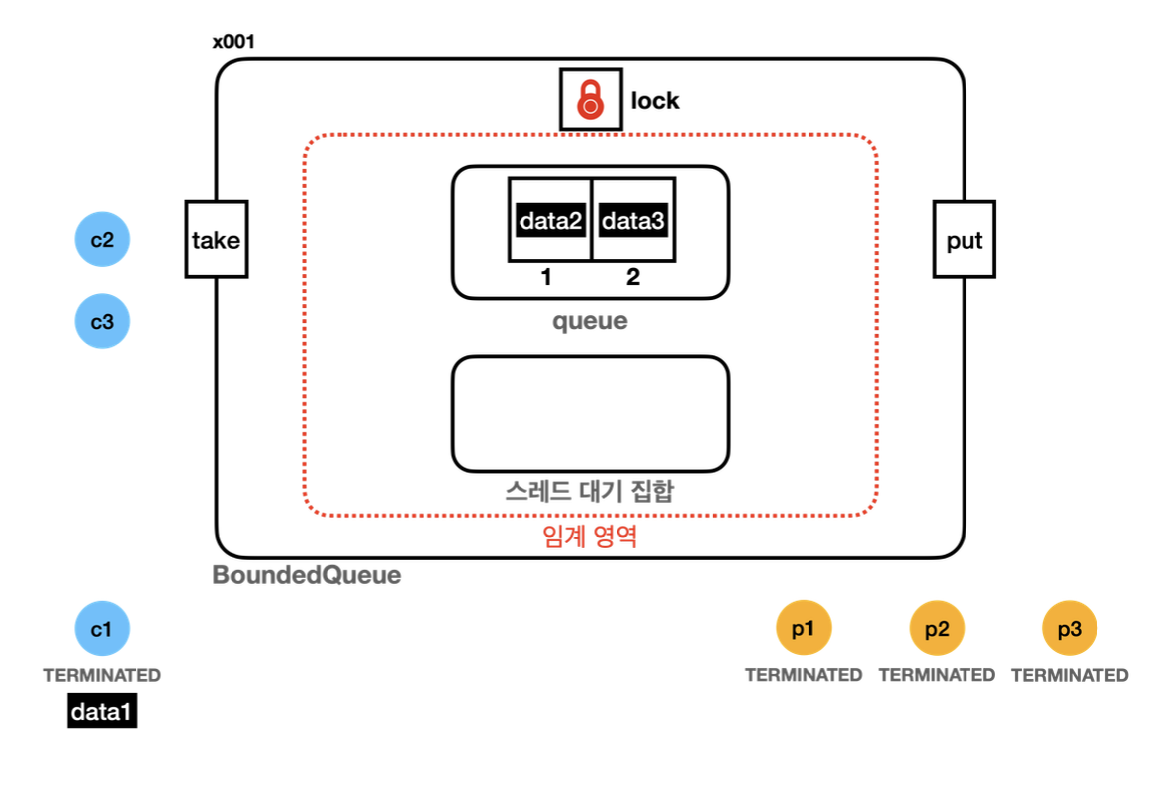 x001
lock
data2 data3
1 2
queue
take
put
c2
c3
스레드 대기 집합
임계 영역
BoundedQueue
c1
TERMINATED
data1
p1 p2 p3
TERMINATED TERMINATED TERMINATED